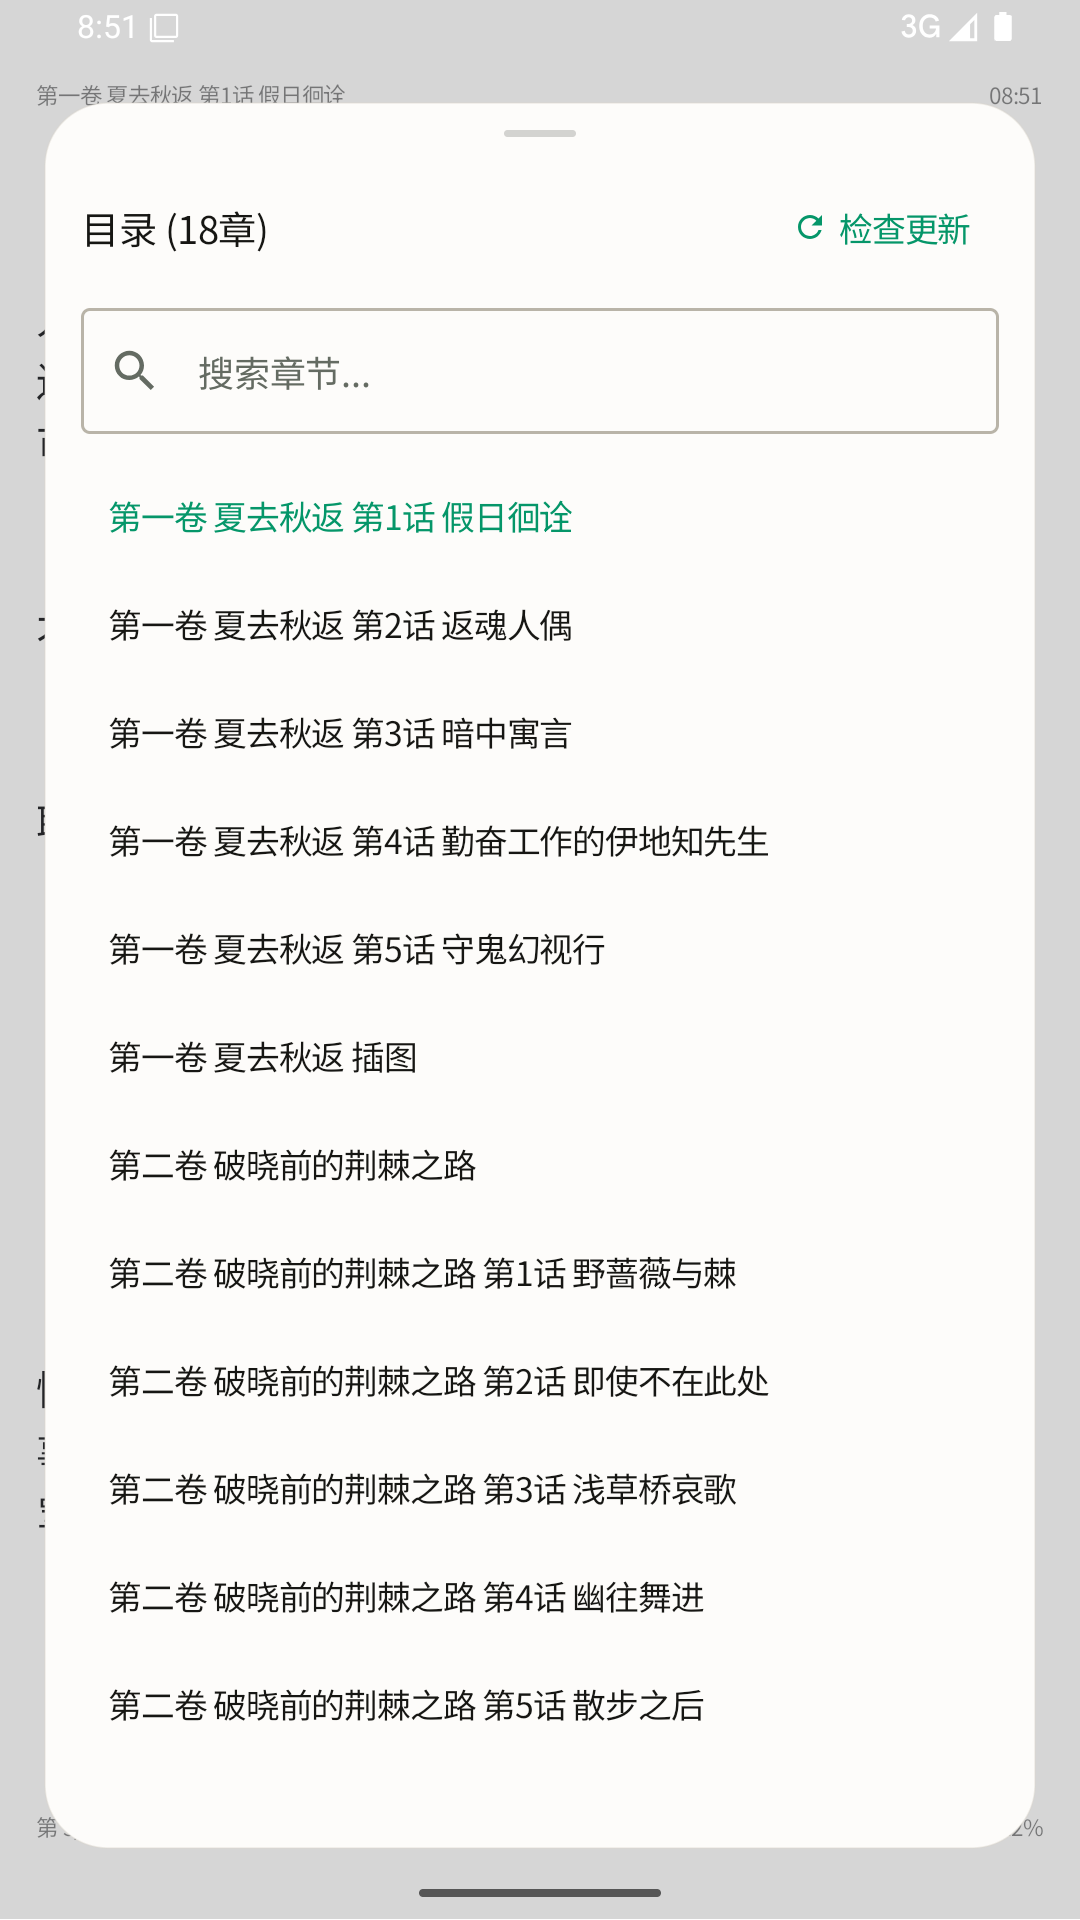 8:51
3G
第一卷 夏去秋返 第1话 假日徊诠
08:51
目录 (18章)
检查更新
搜索章节...
第一卷 夏去秋返 第1话 假日徊诠
第一卷 夏去秋返 第2话 返魂人偶
第一卷 夏去秋返 第3话 暗中寓言
第一卷 夏去秋返 第4话 勤奋工作的伊地知先生
第一卷 夏去秋返 第5话 守鬼幻视行
第一卷 夏去秋返 插图
第二卷 破晓前的荆棘之路
第二卷 破晓前的荆棘之路 第1话 野蔷薇与棘
第二卷 破晓前的荆棘之路 第2话 即使不在此处
第二卷 破晓前的荆棘之路 第3话 浅草桥哀歌
第二卷 破晓前的荆棘之路 第4话 幽往舞进
第二卷 破晓前的荆棘之路 第5话 散步之后
第
2%